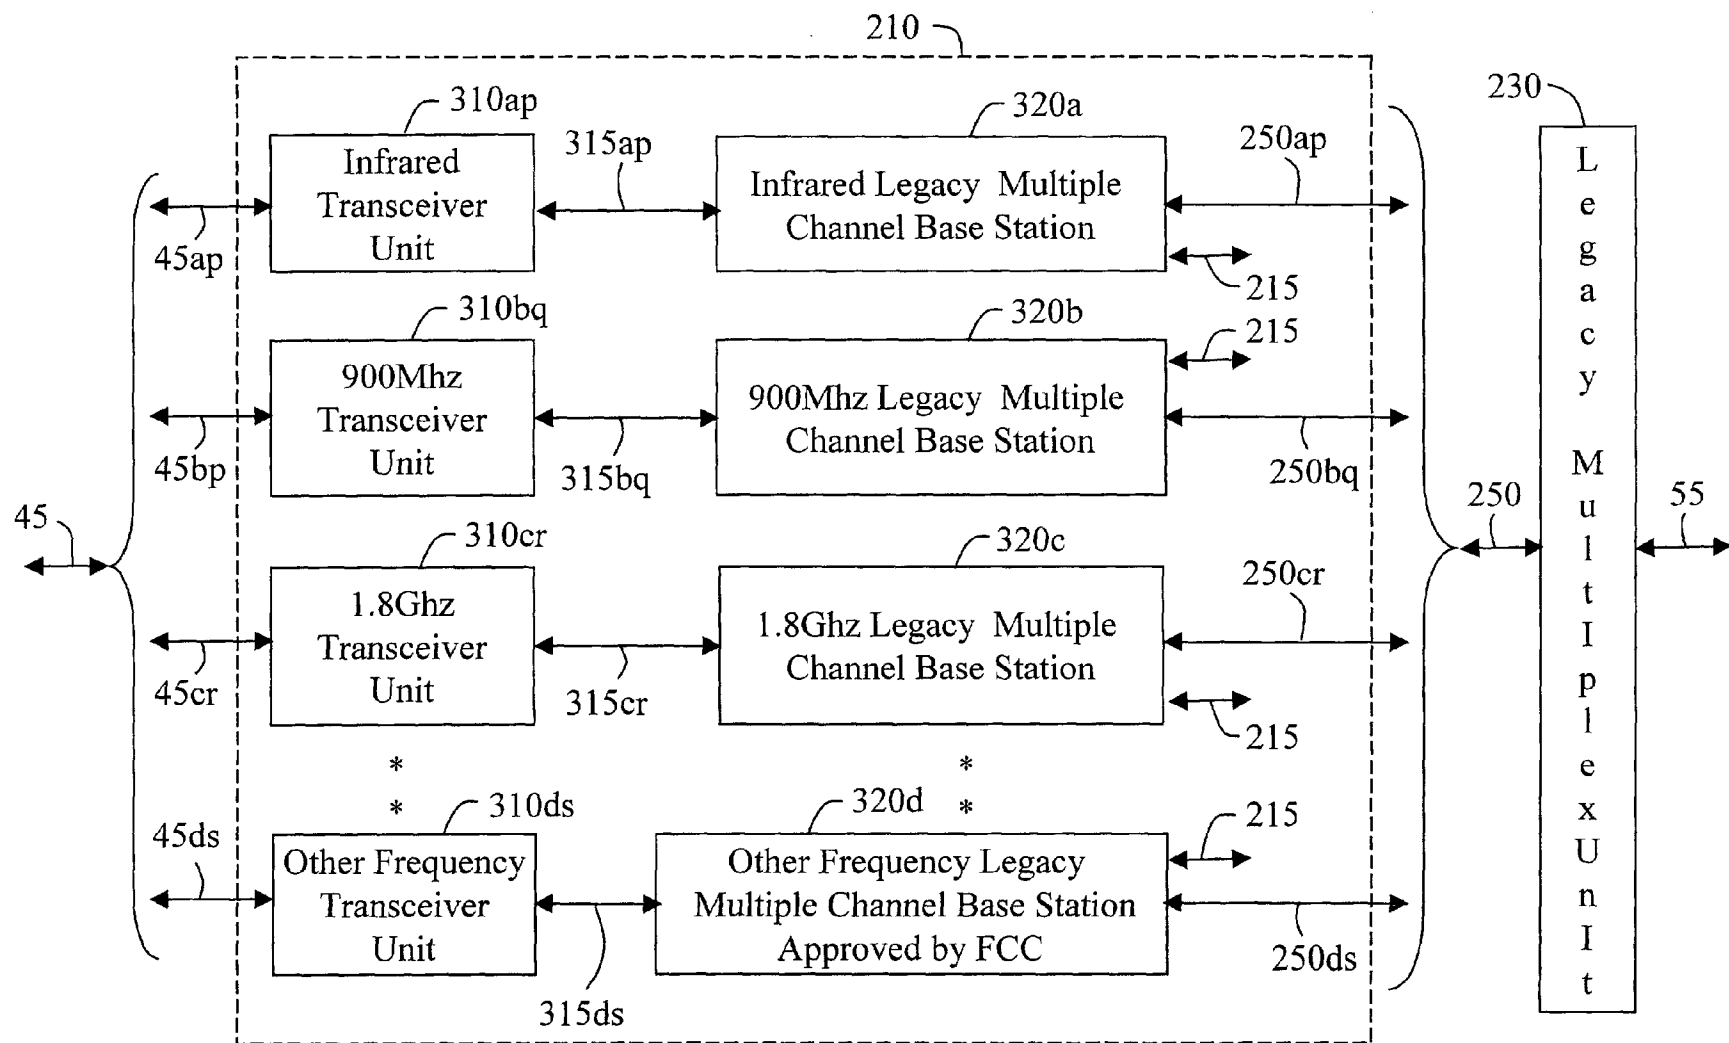 210
310ap
320a
230
Infrared
Transceiver
Unit
315ap
Infrared Legacy Multiple
Channel Base Station
250ap
45ap
215
310bq
320b
215
900Mhz
Transceiver
Unit
900Mhz Legacy Multiple
Channel Base Station
45bp
315bq
250bq
45
250
55
310cr
320c
250cr
1.8Ghz
Transceiver
Unit
1.8Ghz Legacy Multiple
Channel Base Station
45cr
315cr
215
* *
* *
310ds
320d
215
45ds
Other Frequency
Transceiver
Unit
Other Frequency Legacy
Multiple Channel Base Station
Approved by FCC
315ds
250ds
Legacy MultIplexUnIt